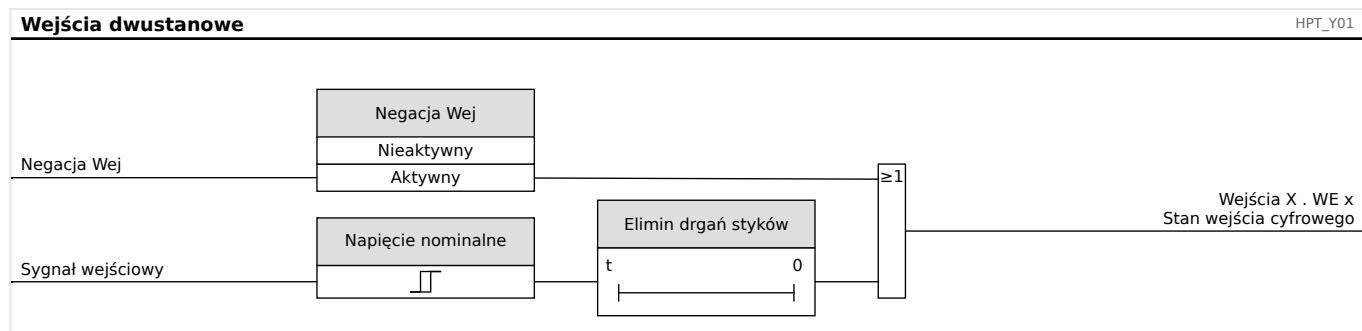 Wejścia dwustanowe
HPT_Y01
Negacja Wej
Nieaktywny
Negacja Wej
Aktywny
≥1
Wejścia X . WE x
Stan wejścia cyfrowego
Elimin drgań styków
Napięcie nominalne
t 0
Sygnał wejściowy